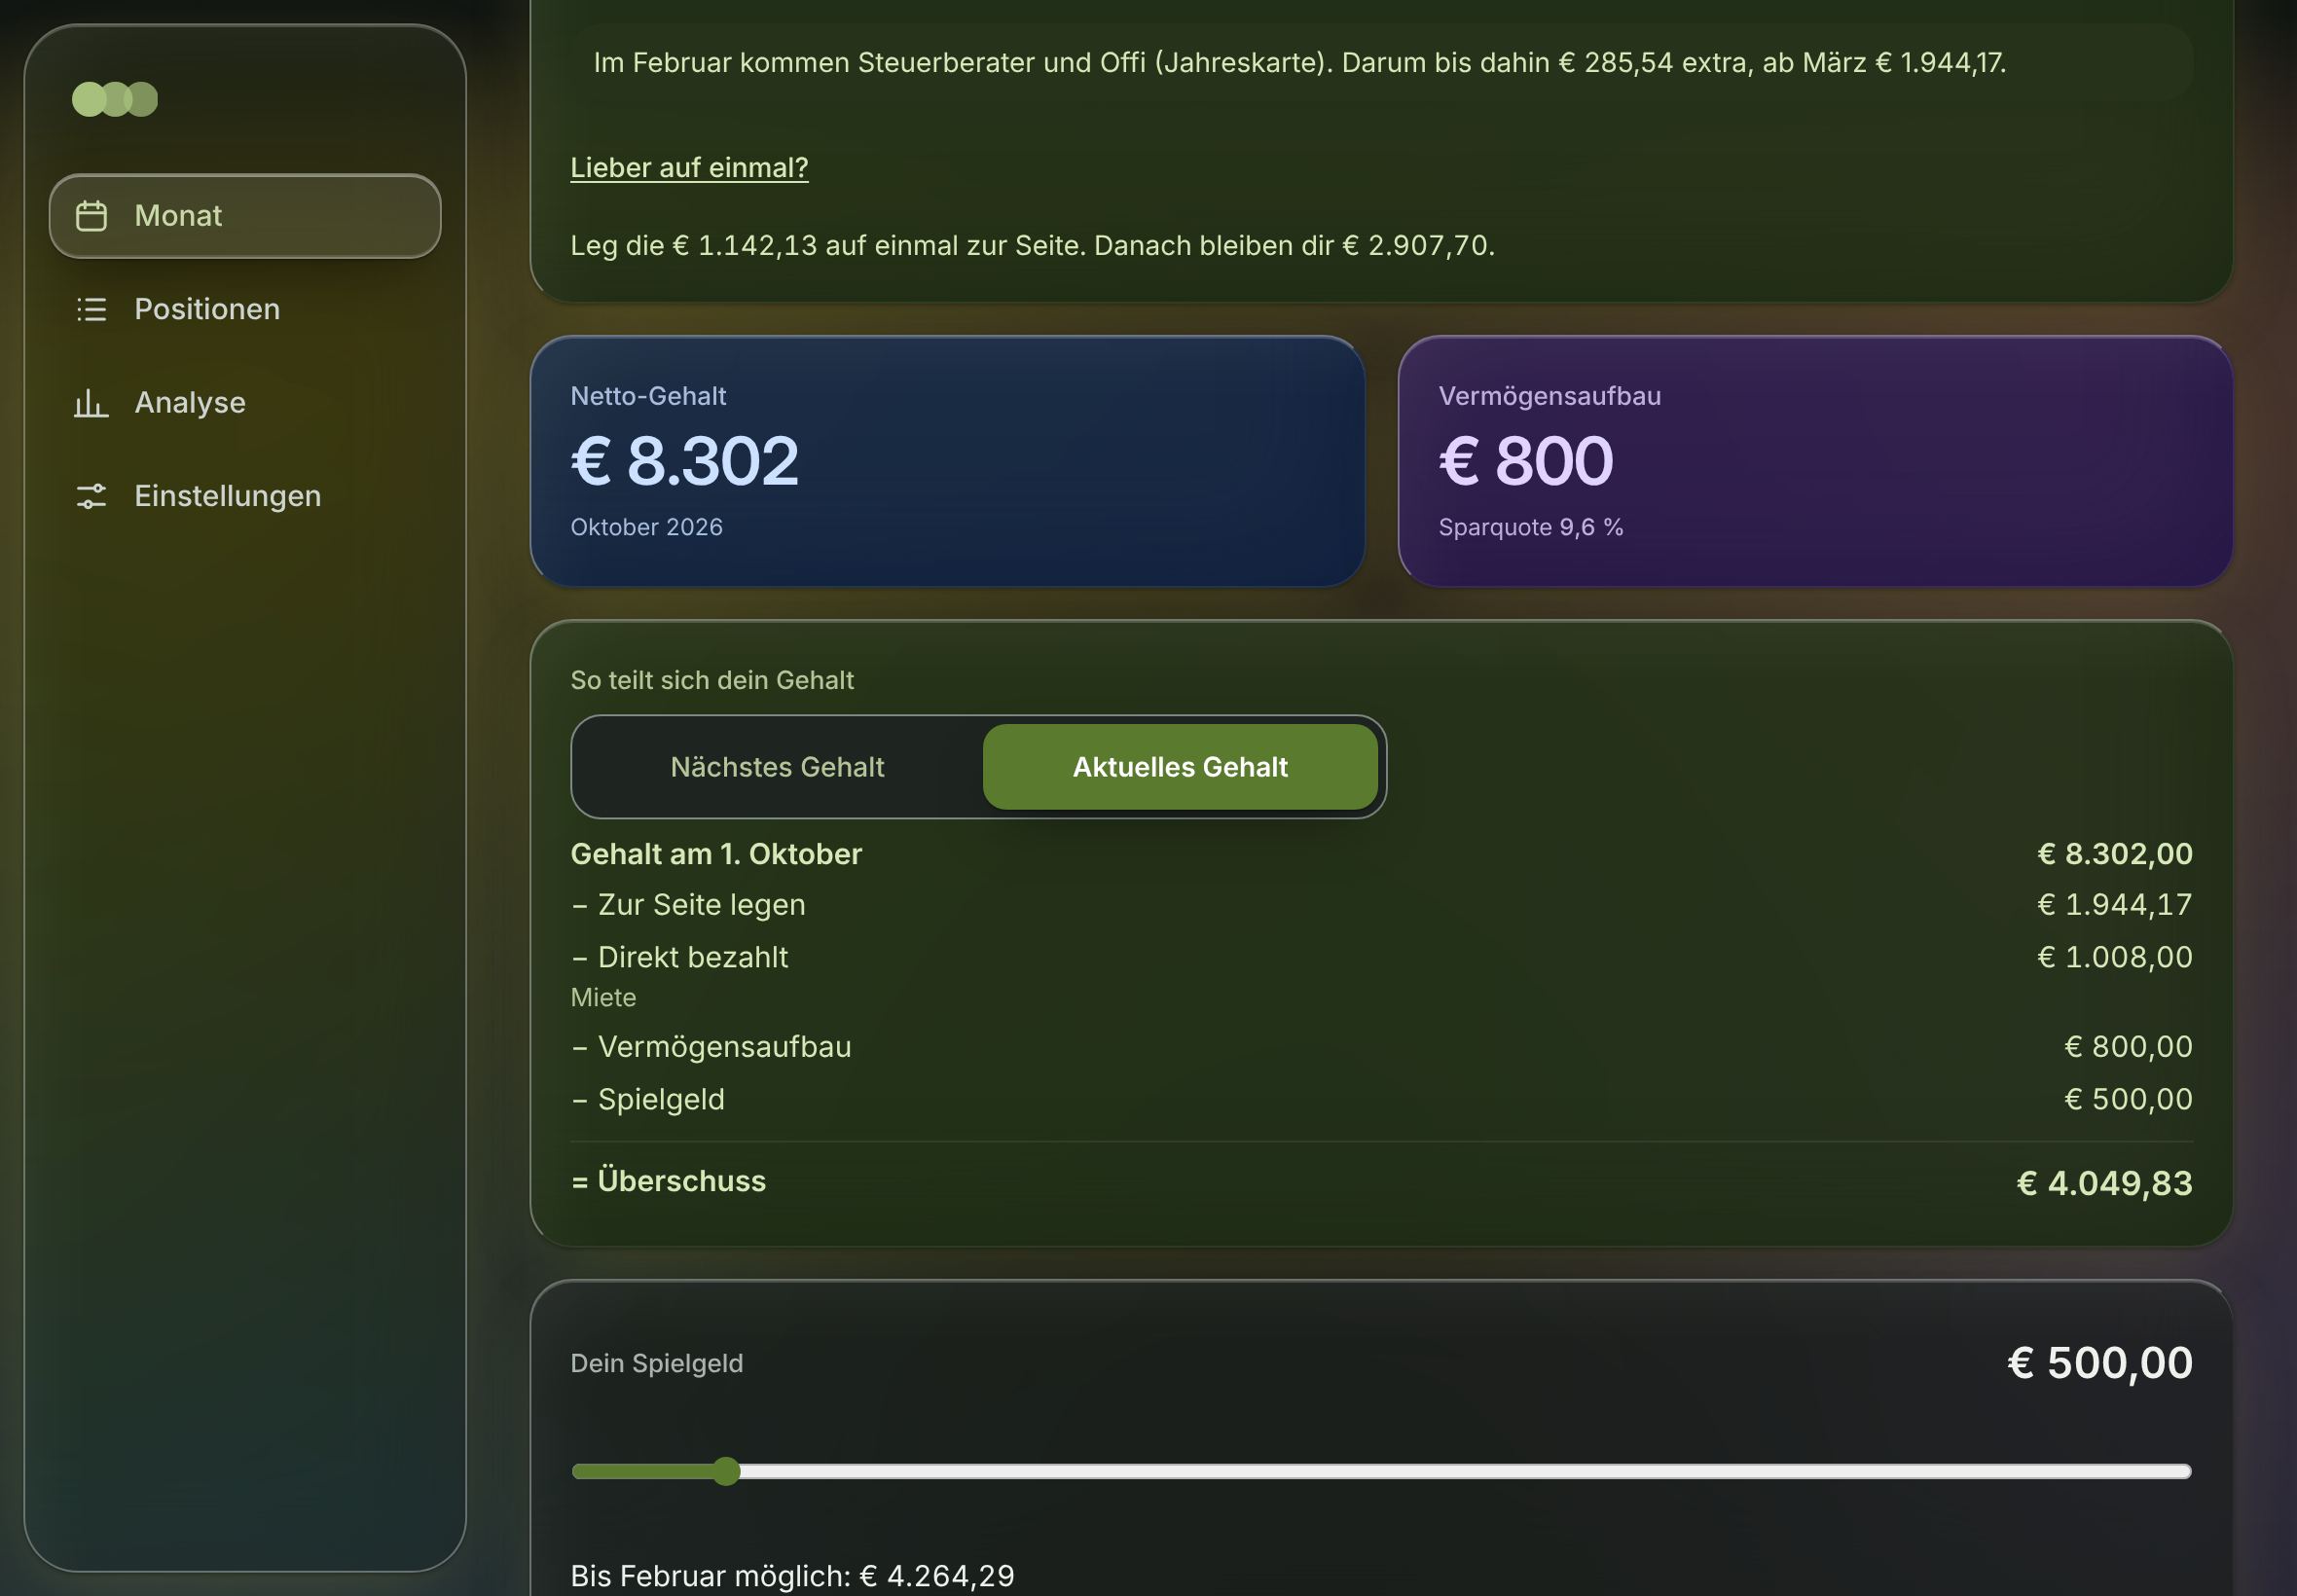 Im Februar kommen Steuerberater und Offi (Jahreskarte). Darum bis dahin € 285,54 extra, ab März € 1.944,17.
Lieber auf einmal?
Leg die € 1.142,13 auf einmal zur Seite. Danach bleiben dir € 2.907,70.
Monat
Positionen
Analyse
Einstellungen
Netto-Gehalt
€ 8.302
Oktober 2026
Vermögensaufbau
€ 800
Sparquote 9,6 %
So teilt sich dein Gehalt
Nächstes Gehalt
Aktuelles Gehalt
Gehalt am 1. Oktober € 8.302,00
− Zur Seite legen € 1.944,17
− Direkt bezahlt € 1.008,00
Miete
− Vermögensaufbau € 800,00
− Spielgeld € 500,00
= Überschuss € 4.049,83
Dein Spielgeld € 500,00
Bis Februar möglich: € 4.264,29